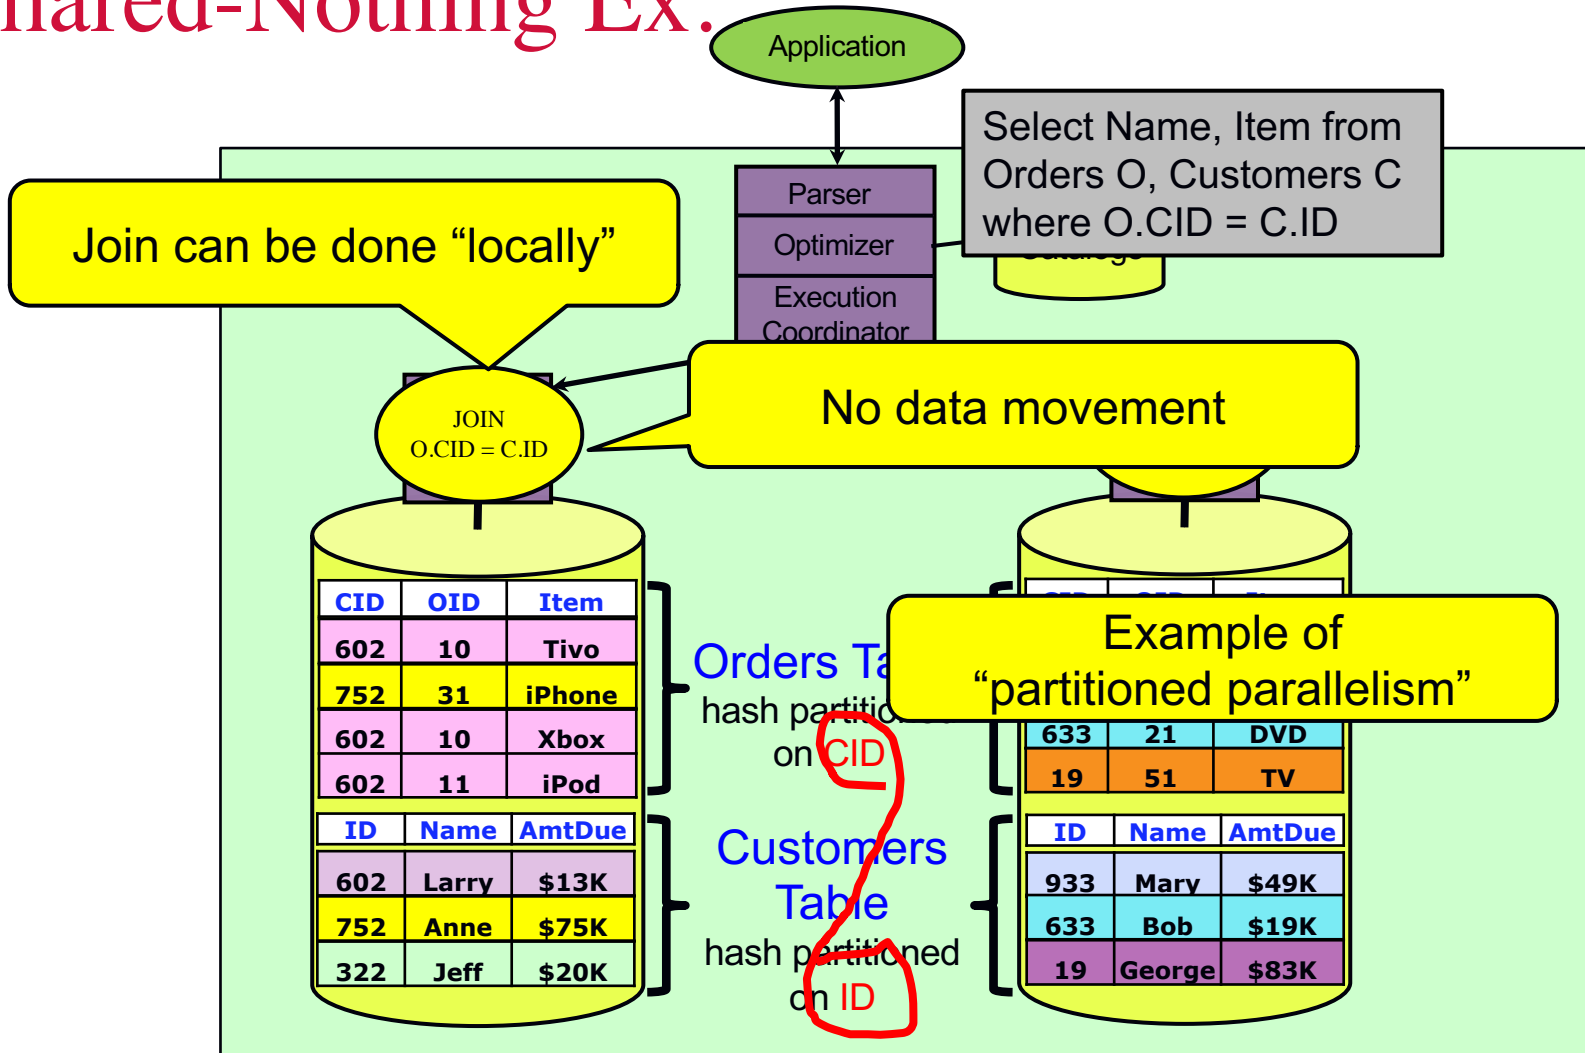 Shared-Nothing Ex.
Application
Select Name, Item from
Orders O, Customers C
where O.CID = C.ID
Parser
Optimizer
Execution
Coordinator
Catalogs
Join can be done “locally”
No data movement
JOIN
O.CID = C.ID
CID OID Item
602 10 Tivo
752 31 iPhone
602 10 Xbox
602 11 iPod
ID Name AmtDue
602 Larry $13K
752 Anne $75K
322 Jeff $20K
Orders
hash
on CID
Customers
Table
hash partitioned
on ID
Example of
“partitioned parallelism”
633 21 DVD
19 51 TV
ID Name AmtDue
933 Mary $49K
633 Bob $19K
19 George $83K